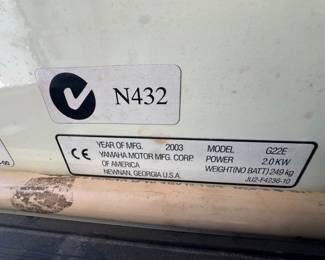 N432
CE YEAR OF MFG. 2003 MODEL G22E
YAMAHA MOTOR MFG. CORP. POWER 2.0 KW
OF AMERICA WEIGHT(NO BATT) 249 kg
NEWNAN, GEORGIA U.S.A. JU2-F4236-10